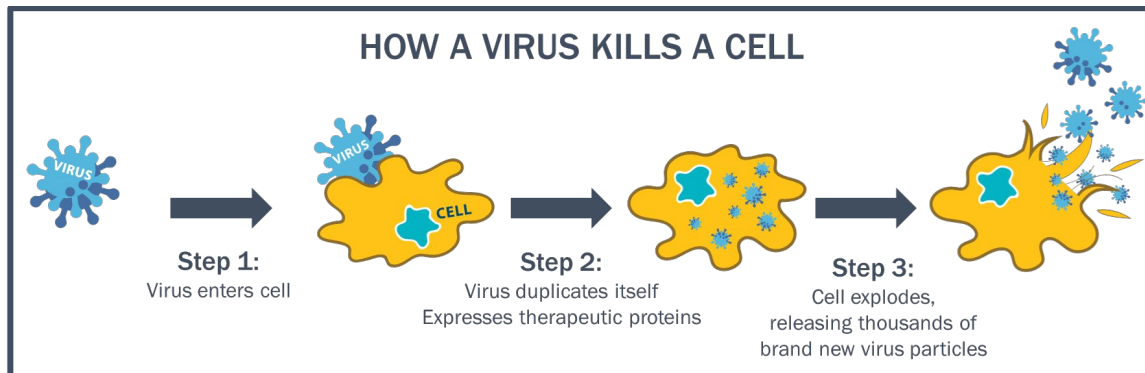 HOW A VIRUS KILLS A CELL
VIRUS
VIRUS
CELL
Step 1:
Virus enters cell
Step 2:
Virus duplicates itself
Expresses therapeutic proteins
Step 3:
Cell explodes,
releasing thousands of
brand new virus particles